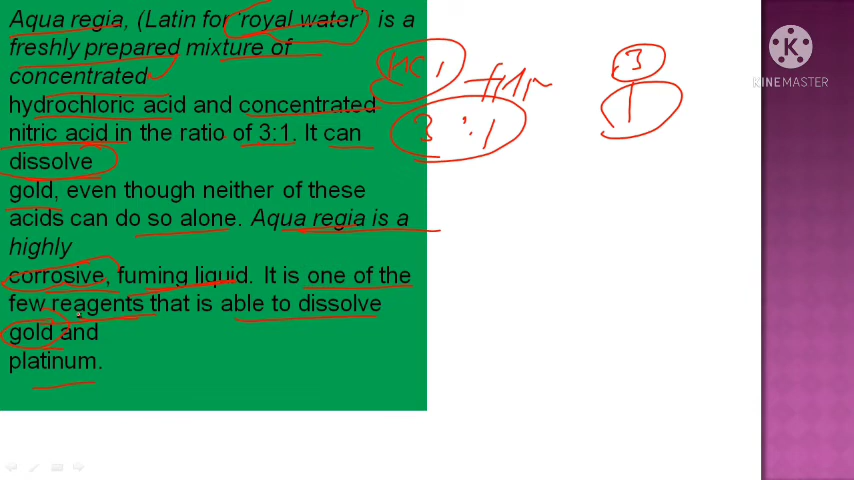 Aqua regia, (Latin for ‘royal water’) is a
freshly prepared mixture of
concentrated
hydrochloric acid and concentrated
nitric acid in the ratio of 3:1. It can
dissolve
gold, even though neither of these
acids can do so alone. Aqua regia is a
highly
corrosive, fuming liquid. It is one of the
few reagents that is able to dissolve
gold and
platinum.
3 : 1
3
1
K
KINEMASTER